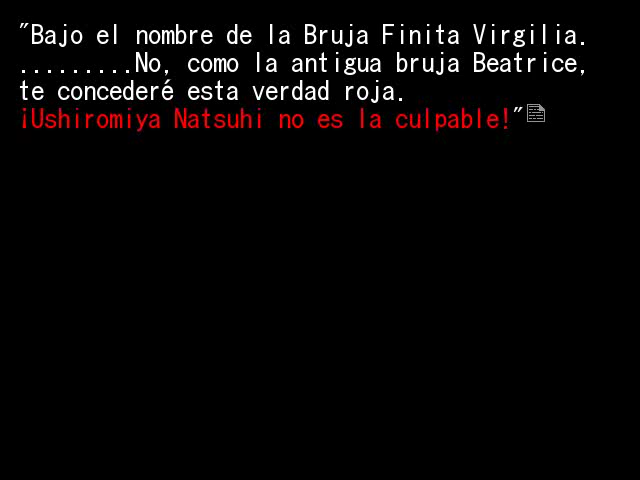 "Bajo el nombre de la Bruja Finita Virgilia.
.........No, como la antigua bruja Beatrice,
te concederé esta verdad roja.
¡Ushiromiya Natsuhi no es la culpable!"